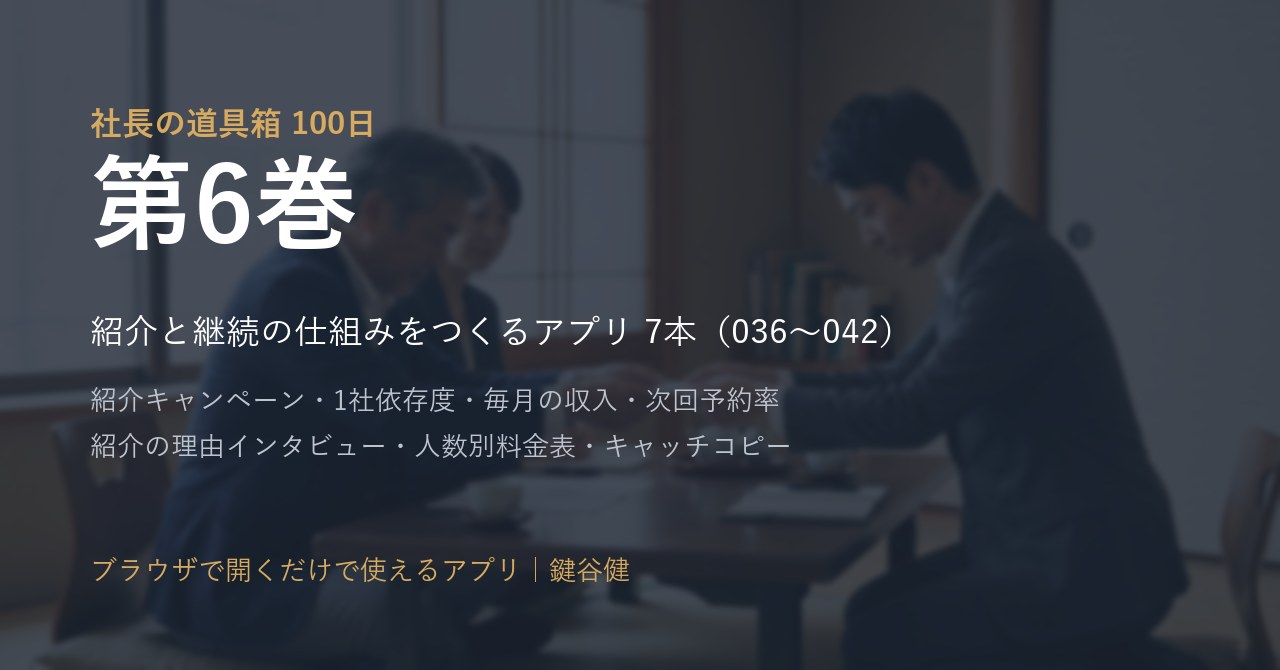 社長の道具箱 100日
第6巻
紹介と継続の仕組みをつくるアプリ 7本（036〜042）
紹介キャンペーン・1社依存度・毎月の収入・次回予約率
紹介の理由インタビュー・人数別料金表・キャッチコピー
ブラウザで開くだけで使えるアプリ｜鍵谷健